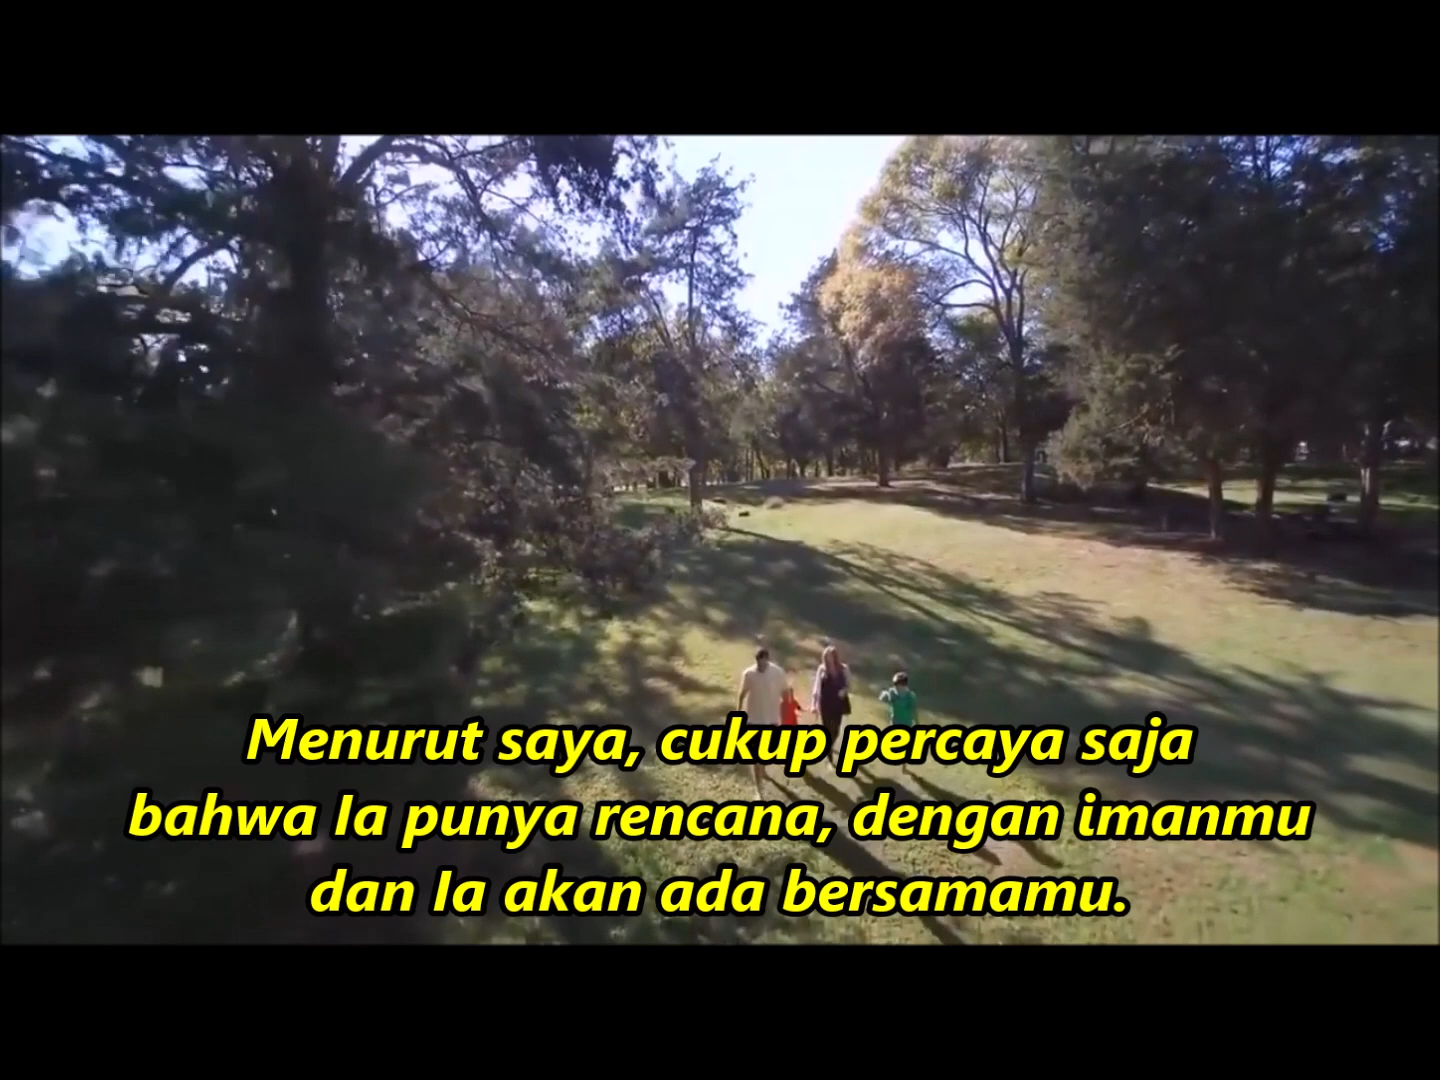 Menurut saya, cukup percaya saja
bahwa Ia punya rencana, dengan imanmu
dan Ia akan ada bersamamu.